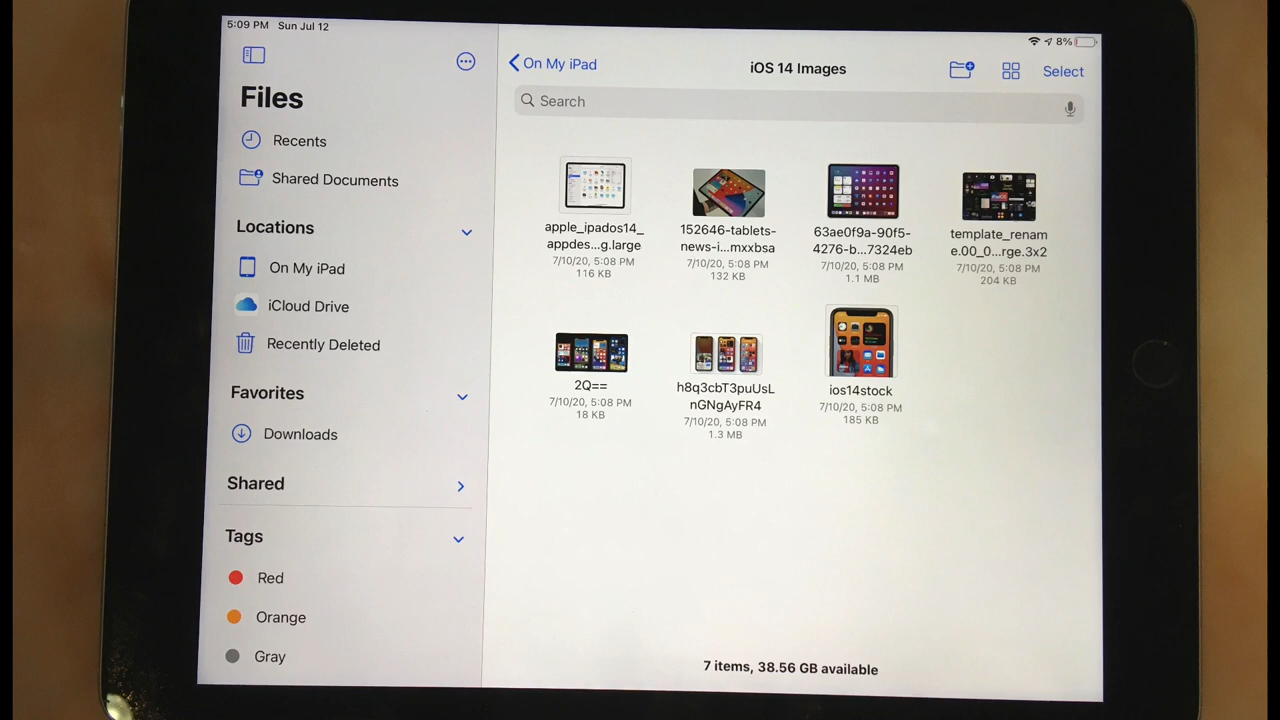 5:09 PM Sun Jul 12
8%
Files
Recents
Shared Documents
Locations
On My iPad
iCloud Drive
Recently Deleted
Favorites
Downloads
Shared
Tags
Red
Orange
Gray
On My iPad
iOS 14 Images
Select
Search
apple_ipados14_
appdes...g.large
7/10/20, 5:08 PM
116 KB
152646-tablets-
news-i...mxxbsa
7/10/20, 5:08 PM
132 KB
63ae0f9a-90f5-
4276-b...7324eb
7/10/20, 5:08 PM
1.1 MB
template_renam
e.00_0...rge.3x2
7/10/20, 5:08 PM
204 KB
2Q==
7/10/20, 5:08 PM
18 KB
h8q3cbT3puUsL
nGNgAyFR4
7/10/20, 5:08 PM
1.3 MB
ios14stock
7/10/20, 5:08 PM
185 KB
7 items, 38.56 GB available